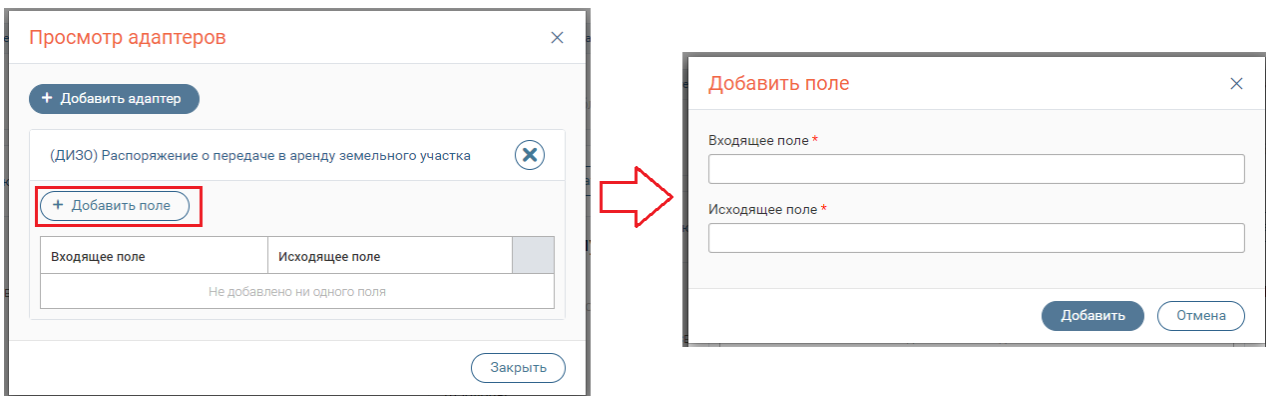 Просмотр адаптеров
+ Добавить адаптер
(ДИЗО) Распоряжение о передаче в аренду земельного участка
+ Добавить поле
Входящее поле Исходящее поле
Не добавлено ни одного поля
Закрыть
Добавить поле
Входящее поле *
Исходящее поле *
Добавить Отмена